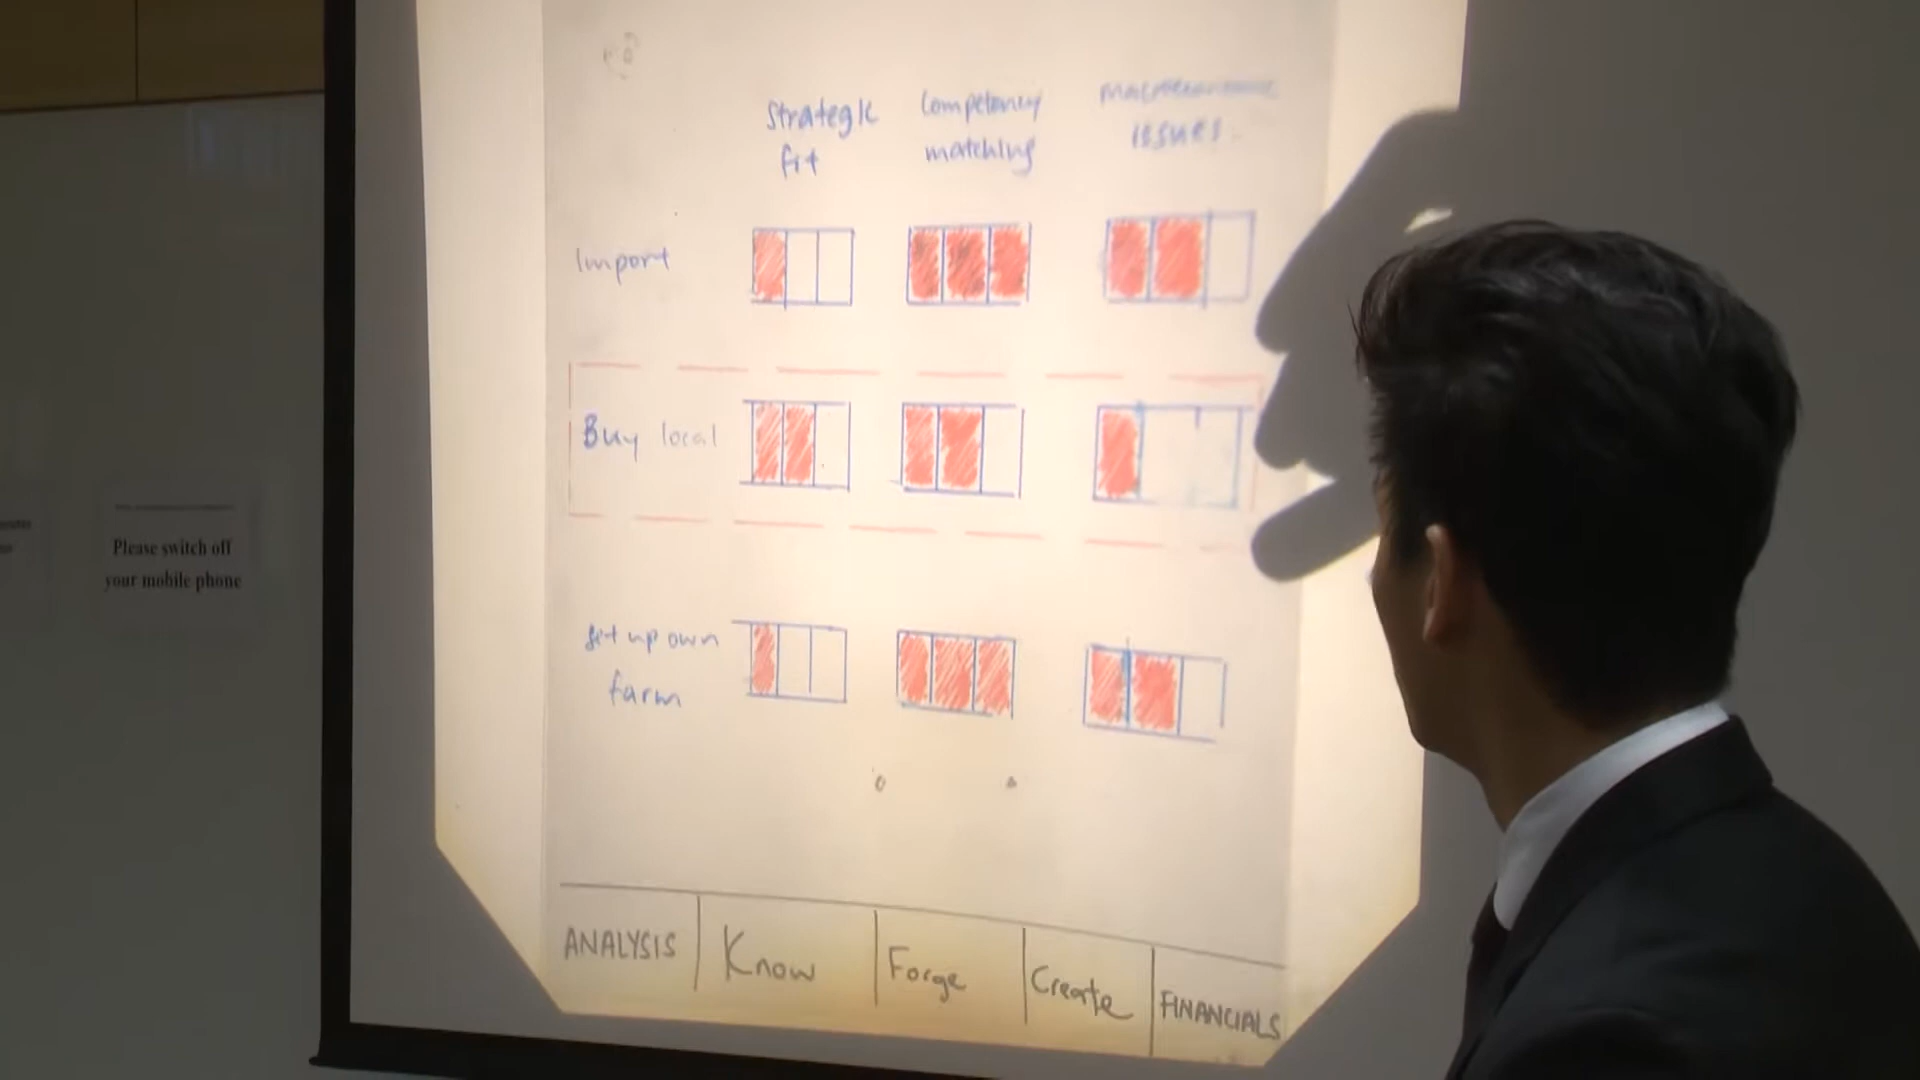 Strategic
fit
Competency
matching
issues.
Import
Buy local
Set up own
farm
ANALYSIS
Know
Forge
Create
FINANCIALS
Please switch off
your mobile phone